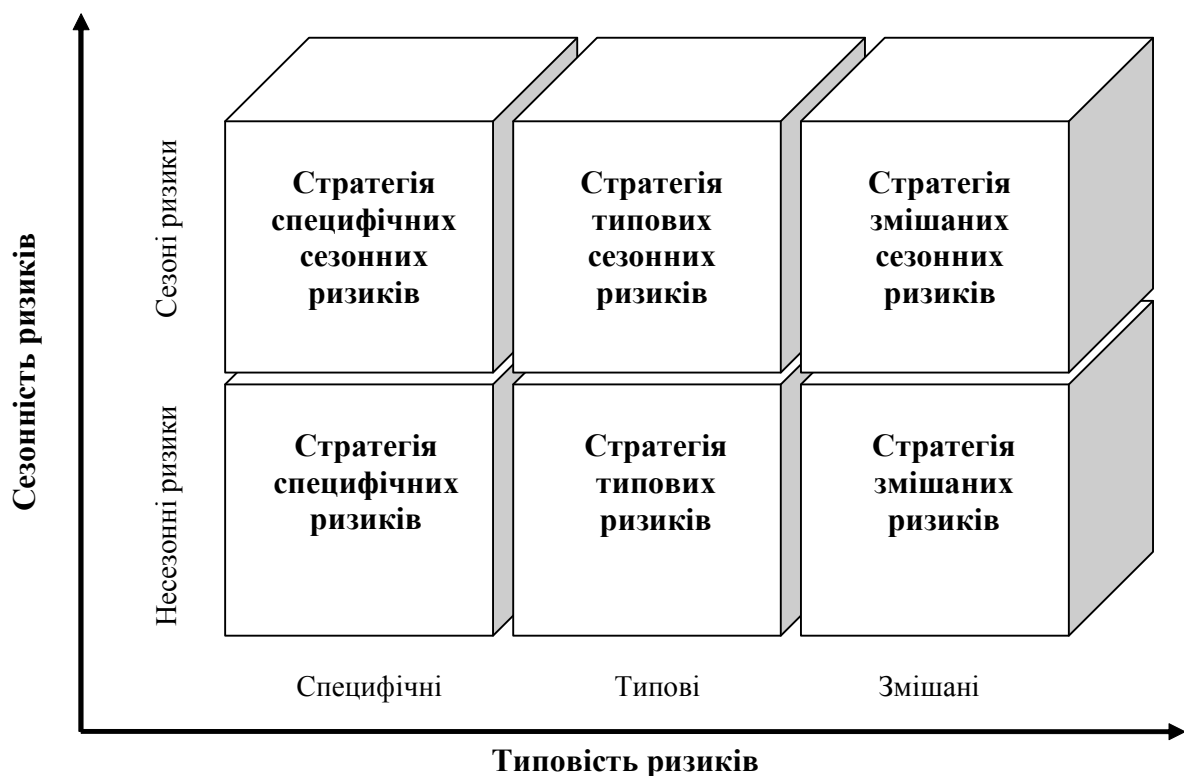 Сезонність ризиків
Сезоні ризики
Несезонні ризики
Стратегія
специфічних
сезонних
ризиків
Стратегія
типових
сезонних
ризиків
Стратегія
змішаних
сезонних
ризиків
Стратегія
специфічних
ризиків
Стратегія
типових
ризиків
Стратегія
змішаних
ризиків
Специфічні
Типові
Змішані
Типовість ризиків